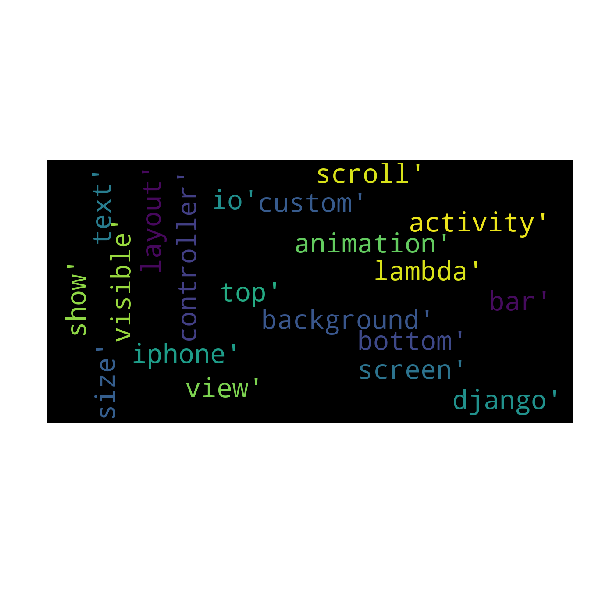 scroll'
text'
layout'
controller'
io'
custom'
activity'
visible'
animation'
show'
lambda'
top'
bar'
background'
bottom'
iphone'
size'
screen'
view'
django'